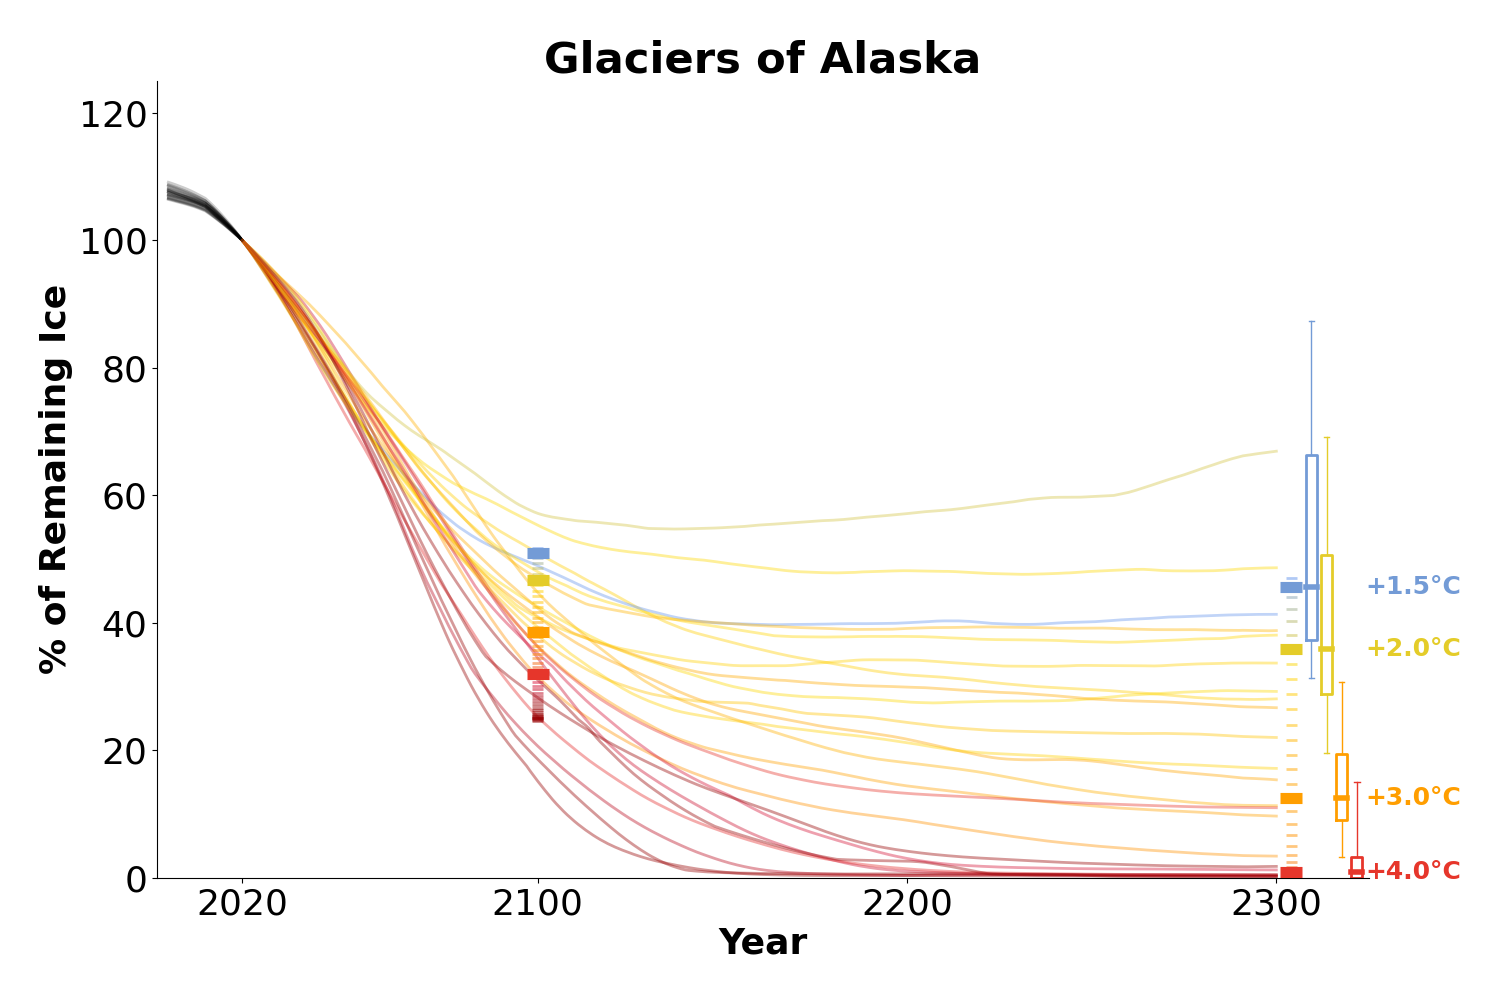 Glaciers of Alaska
% of Remaining Ice
120
100
80
60
40
20
0
+1.5°C
+2.0°C
+3.0°C
+4.0°C
2020 2100 2200 2300
Year